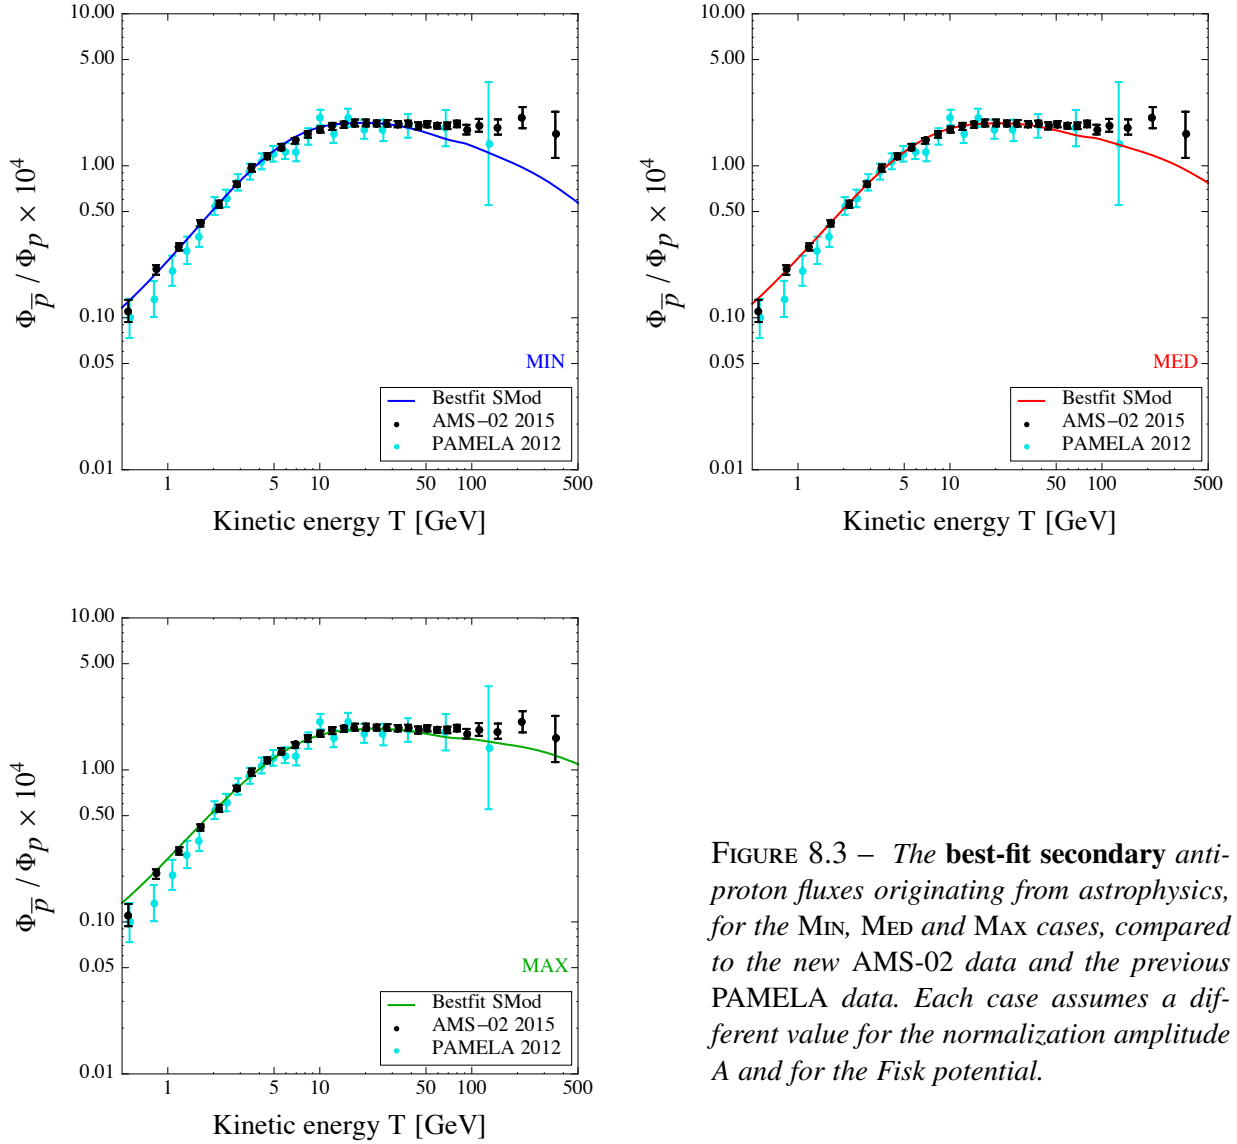 10.00
5.00
1.00
0.50
0.10
0.05
0.01
Φp̅ / Φp × 10⁴
MIN
Bestfit SMod
AMS−02 2015
PAMELA 2012
1 5 10 50 100 500
Kinetic energy T [GeV]
10.00
5.00
1.00
0.50
0.10
0.05
0.01
Φp̅ / Φp × 10⁴
MED
Bestfit SMod
AMS−02 2015
PAMELA 2012
1 5 10 50 100 500
Kinetic energy T [GeV]
10.00
5.00
1.00
0.50
0.10
0.05
0.01
Φp̅ / Φp × 10⁴
MAX
Bestfit SMod
AMS−02 2015
PAMELA 2012
1 5 10 50 100 500
Kinetic energy T [GeV]
FIGURE 8.3 – The best-fit secondary anti-
proton fluxes originating from astrophysics,
for the MIN, MED and MAX cases, compared
to the new AMS-02 data and the previous
PAMELA data. Each case assumes a dif-
ferent value for the normalization amplitude
A and for the Fisk potential.